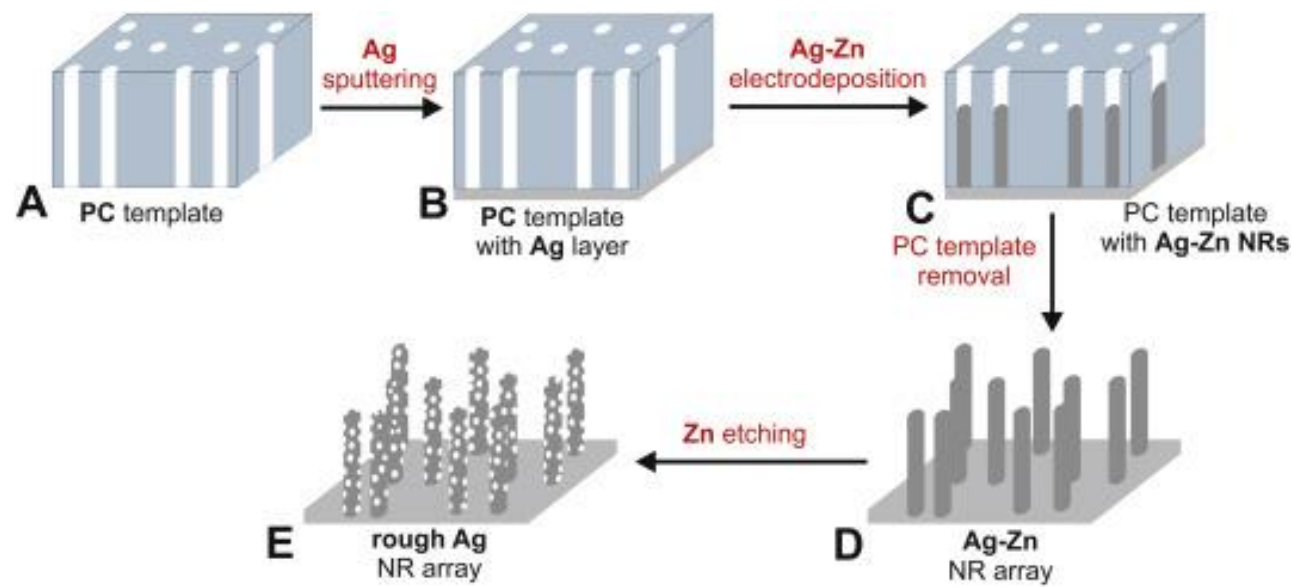 Ag
sputtering
Ag-Zn
electrodeposition
A
PC template
B
PC template
with Ag layer
C
PC template
with Ag-Zn NRs
PC template
removal
Zn etching
E
rough Ag
NR array
D
Ag-Zn
NR array